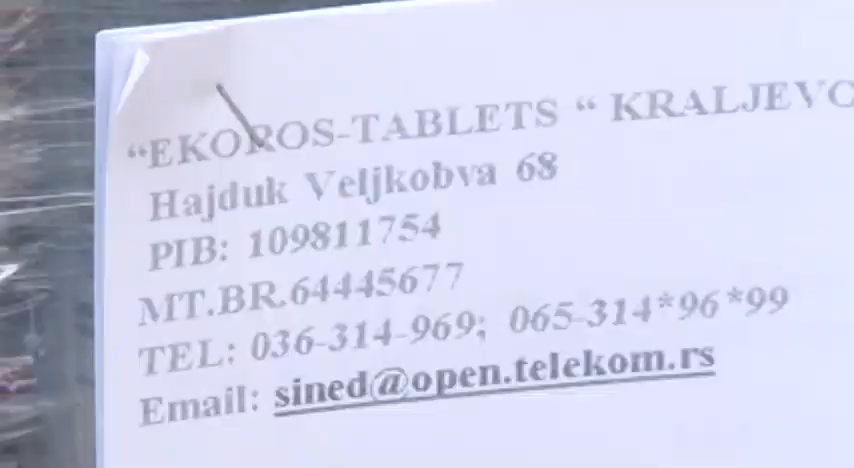 “EKOROS-TABLETS “ KRALJEVO
Hajduk Veljkobva 68
PIB: 109811754
MT.BR.64445677
TEL: 036-314-969; 065-314*96*99
Email: sined@open.telekom.rs